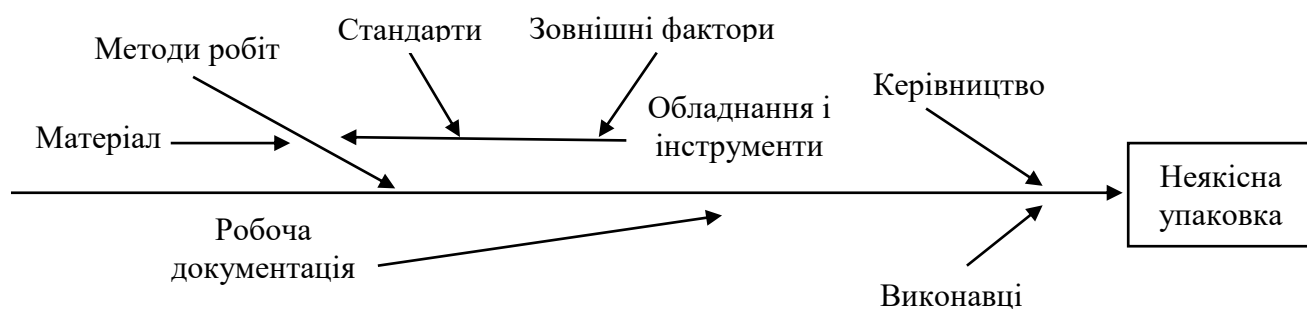 Стандарти
Зовнішні фактори
Методи робіт
Керівництво
Обладнання і
інструменти
Матеріал
Неякісна
упаковка
Робоча
документація
Виконавці